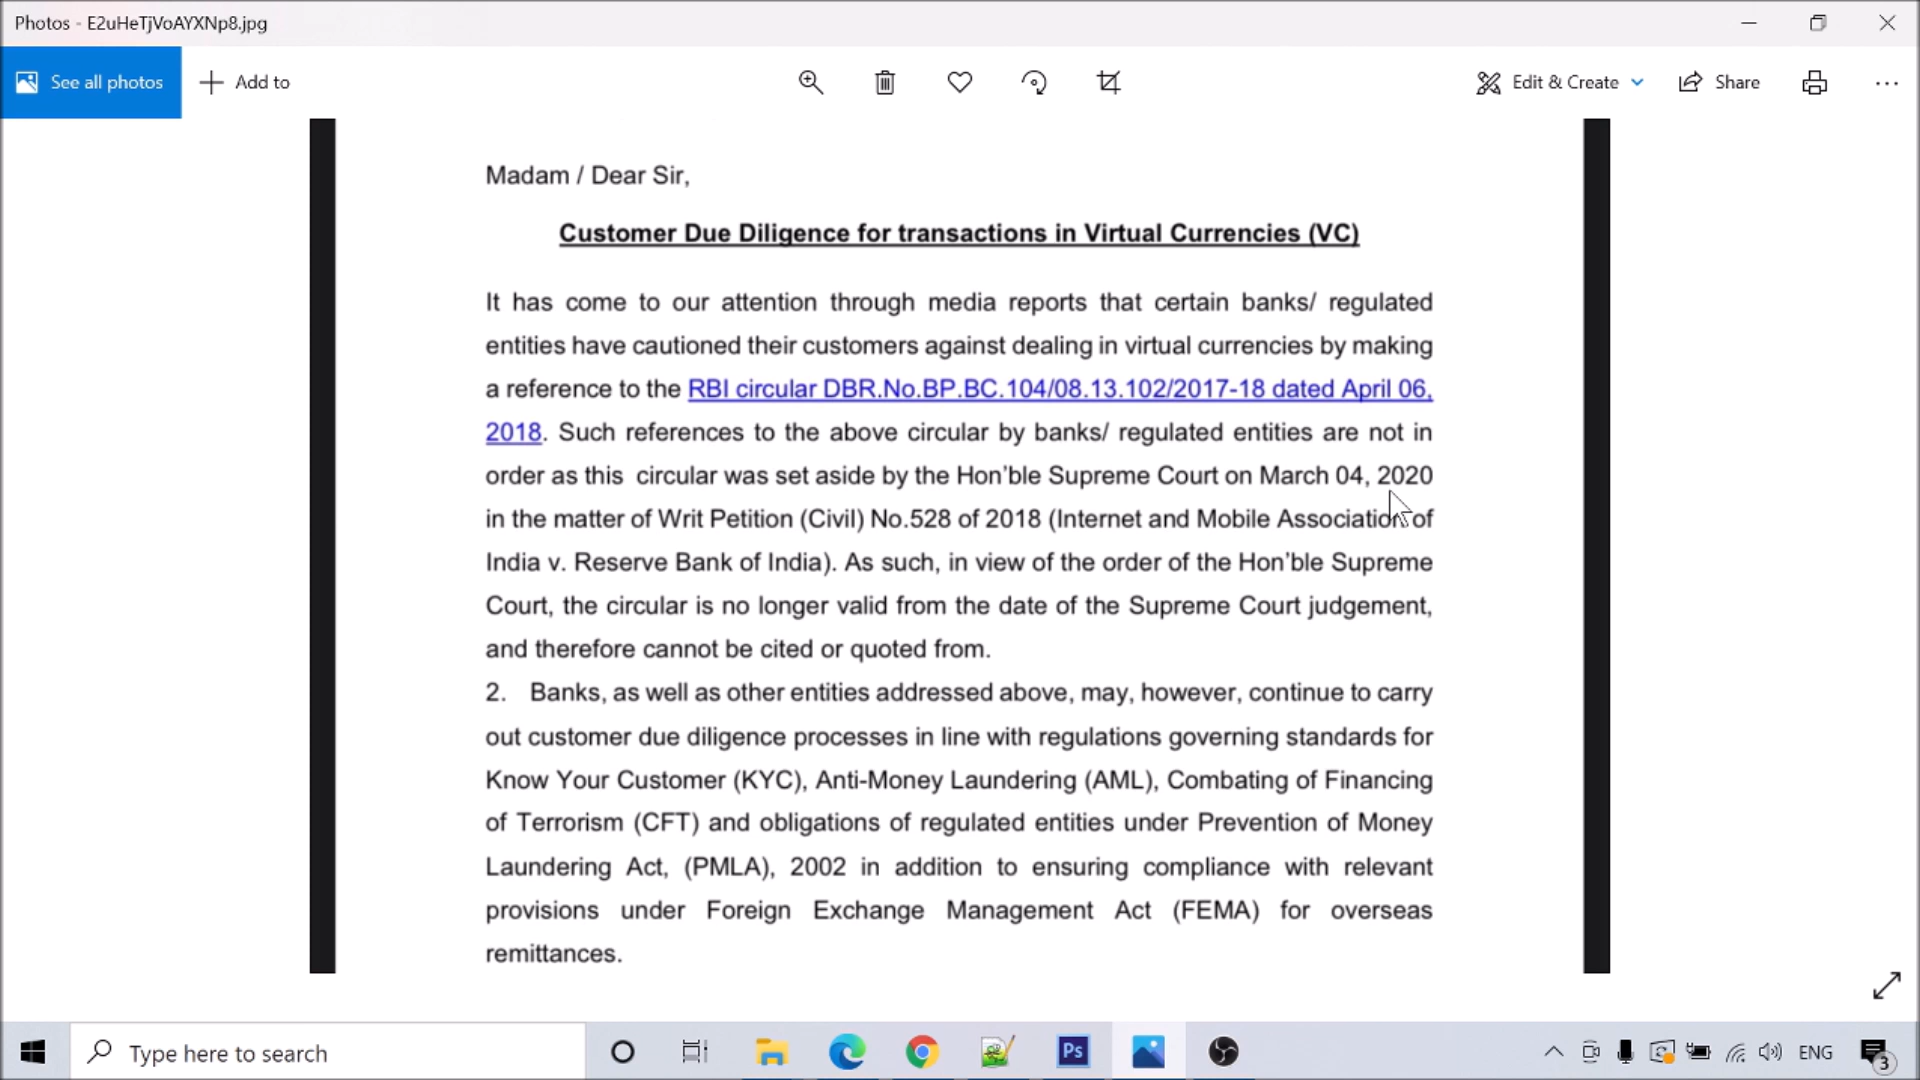 Photos - E2uHeTjVoAYXNp8.jpg
See all photos
Add to
Edit & Create
Share
Madam / Dear Sir,
Customer Due Diligence for transactions in Virtual Currencies (VC)
It has come to our attention through media reports that certain banks/ regulated
entities have cautioned their customers against dealing in virtual currencies by making
a reference to the RBI circular DBR.No.BP.BC.104/08.13.102/2017-18 dated April 06,
2018. Such references to the above circular by banks/ regulated entities are not in
order as this circular was set aside by the Hon'ble Supreme Court on March 04, 2020
in the matter of Writ Petition (Civil) No.528 of 2018 (Internet and Mobile Association of
India v. Reserve Bank of India). As such, in view of the order of the Hon'ble Supreme
Court, the circular is no longer valid from the date of the Supreme Court judgement,
and therefore cannot be cited or quoted from.
2. Banks, as well as other entities addressed above, may, however, continue to carry
out customer due diligence processes in line with regulations governing standards for
Know Your Customer (KYC), Anti-Money Laundering (AML), Combating of Financing
of Terrorism (CFT) and obligations of regulated entities under Prevention of Money
Laundering Act, (PMLA), 2002 in addition to ensuring compliance with relevant
provisions under Foreign Exchange Management Act (FEMA) for overseas
remittances.
Type here to search
Ps
ENG
3